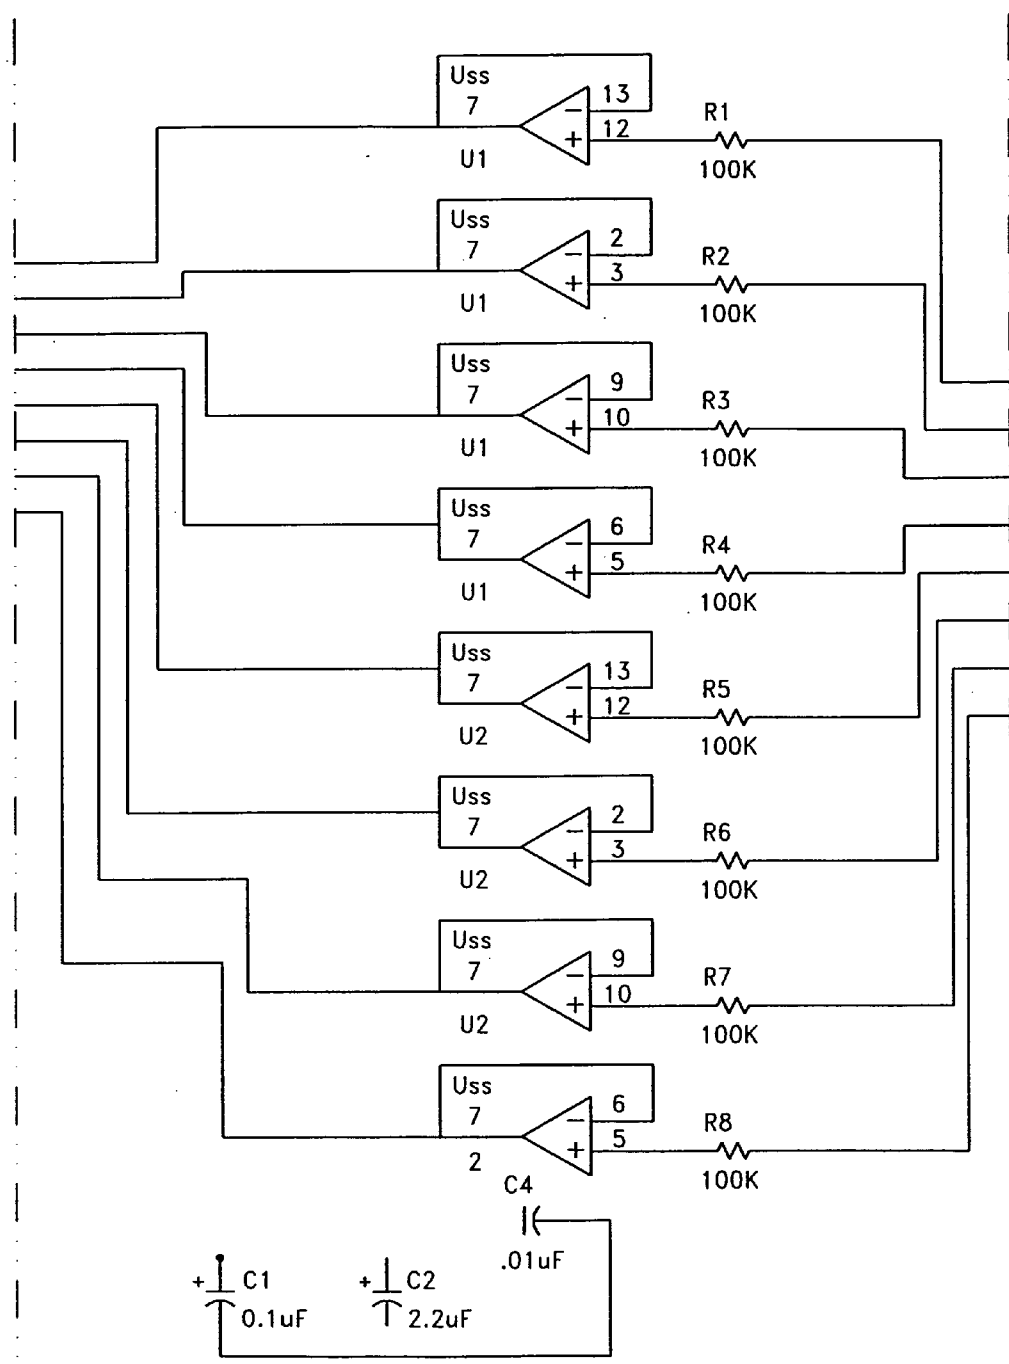 Uss
7
−
13
+
12
R1
100K
U1
Uss
7
−
2
+
3
R2
100K
U1
Uss
7
−
9
+
10
R3
100K
U1
Uss
7
−
6
+
5
R4
100K
U1
Uss
7
−
13
+
12
R5
100K
U2
Uss
7
−
2
+
3
R6
100K
U2
Uss
7
−
9
+
10
R7
100K
U2
Uss
7
−
6
+
5
R8
100K
2
C4
.01uF
+ C1
0.1uF
+ C2
2.2uF